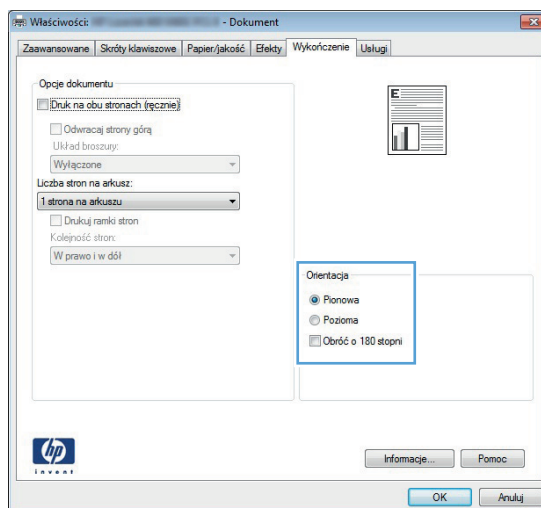 Właściwości: - Dokument
Zaawansowane Skróty klawiszowe Papier/jakość Efekty Wykończenie Usługi
Opcje dokumentu
Druk na obu stronach (ręcznie)
Odwracaj strony górą
Układ broszury:
Wyłączone
Liczba stron na arkusz:
1 strona na arkuszu
Drukuj ramki stron
Kolejność stron:
W prawo i w dół
E
Orientacja
Pionowa
Pozioma
Obróć o 180 stopni
hp
invent
Informacje... Pomoc
OK Anuluj